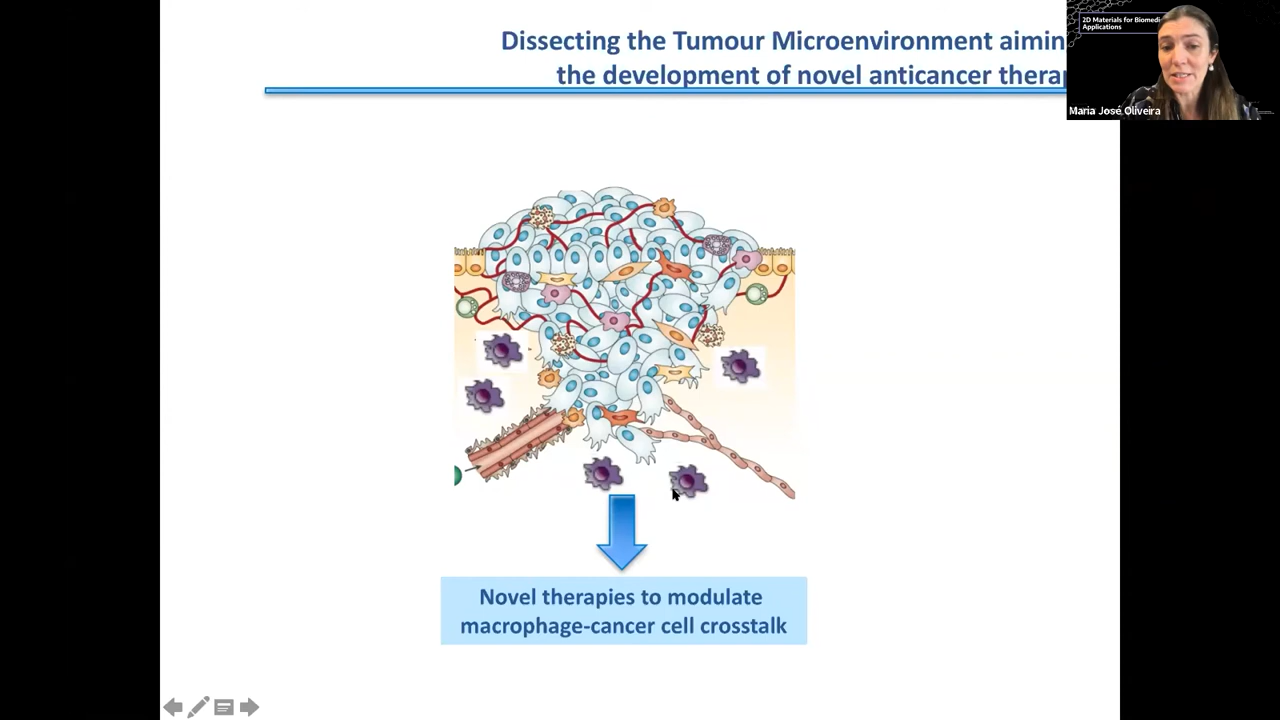 Dissecting the Tumour Microenvironment aimin
the development of novel anticancer therap
2D Materials for Biomedi
Applications
Maria José Oliveira
Novel therapies to modulate
macrophage-cancer cell crosstalk